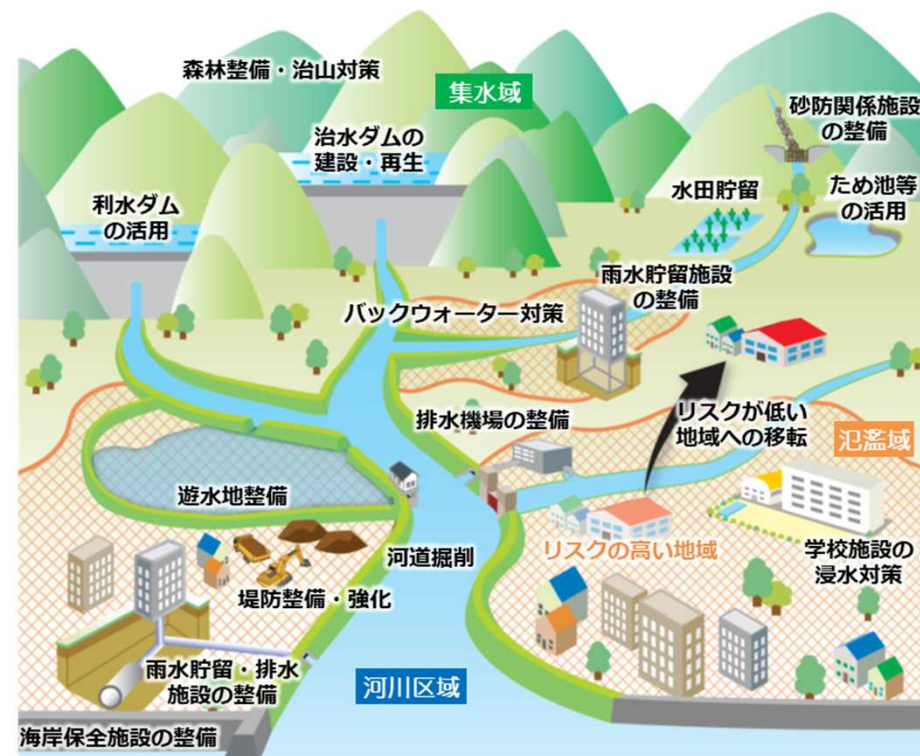 森林整備・治山対策
集水域
砂防関係施設
の整備
治水ダムの
建設・再生
利水ダム
の活用
水田貯留
ため池等
の活用
雨水貯留施設
の整備
バックウォーター対策
排水機場の整備
リスクが低い
地域への移転
氾濫域
遊水地整備
河道掘削
リスクの高い地域
学校施設の
浸水対策
堤防整備・強化
雨水貯留・排水
施設の整備
河川区域
海岸保全施設の整備